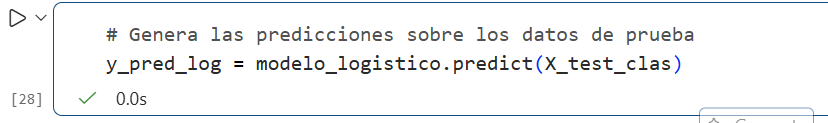 # Genera las predicciones sobre los datos de prueba
y_pred_log = modelo_logistico.predict(X_test_clas)
[28]
0.0s